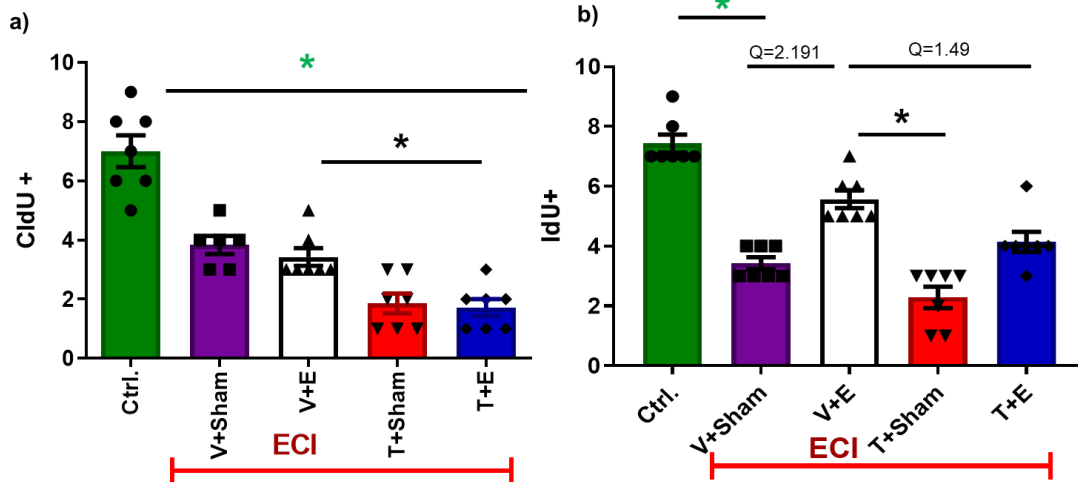 a)
*
*
10
8
6
4
2
0
CldU +
Ctrl.
V+Sham
V+E
T+Sham
T+E
ECI
b)
*
Q=2.191
Q=1.49
*
10
8
6
4
2
0
IdU+
Ctrl.
V+Sham
V+E
T+Sham
T+E
ECI